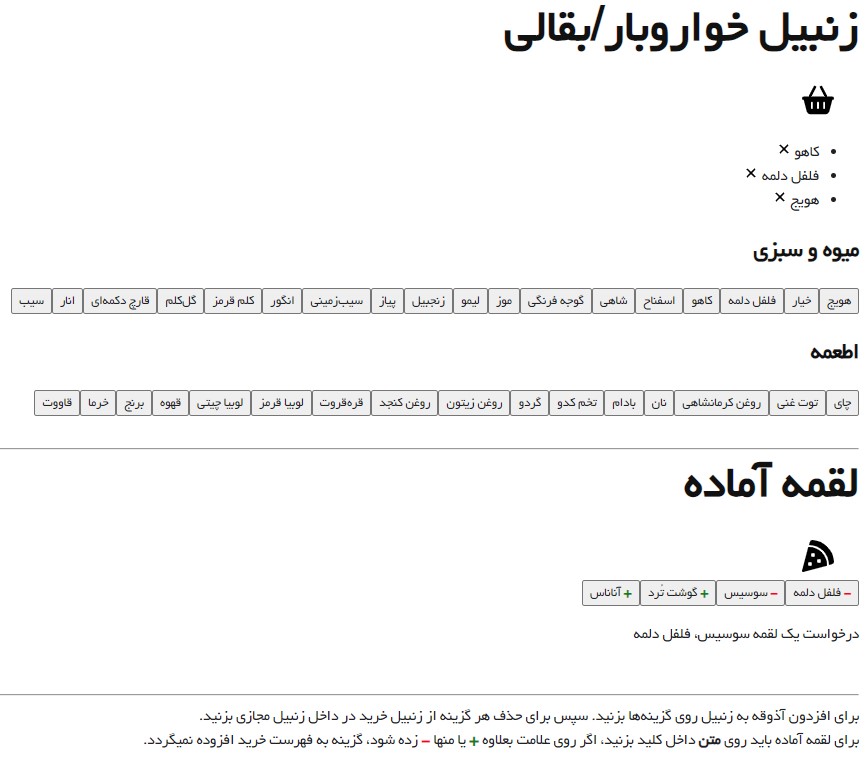 زنبیل خواروبار/بقالی
کاهو ×
فلفل دلمه ×
هویج ×
میوه و سبزی
هویج خیار فلفل دلمه کاهو اسفناح شاهی گوجه فرنگی موز لیمو زنجبیل پیاز سیب‌زمینی انگور کلم قرمز گل‌کلم قارچ دکمه‌ای انار سیب
اطعمه
چای توت غنی روغن کرمانشاهی نان بادام تخم کدو گردو روغن زیتون روغن کنجد قره‌قروت لوبیا قرمز لوبیا چیتی قهوه برنج خرما قاووت
لقمه آماده
− فلفل دلمه − سوسیس + گوشت تُرد + آناناس
درخواست یک لقمه سوسیس، فلفل دلمه
برای افزدون آذوقه به زنبیل روی گزینه‌ها بزنید. سپس برای حذف هر گزینه از زنبیل خرید در داخل زنبیل مجازی بزنید.
برای لقمه آماده باید روی متن داخل کلید بزنید، اگر روی علامت بعلاوه + یا منها − زده شود، گزینه به فهرست خرید افزوده نمیگردد.